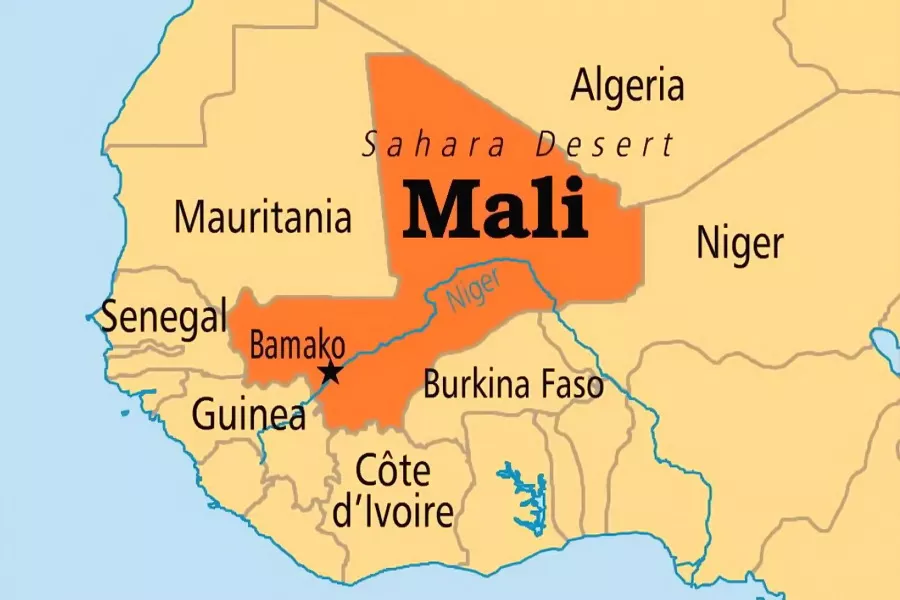 Algeria
Sahara Desert
Mali
Mauritania
Niger
Niger
Senegal
Bamako
Burkina Faso
Guinea
Côte
d'Ivoire